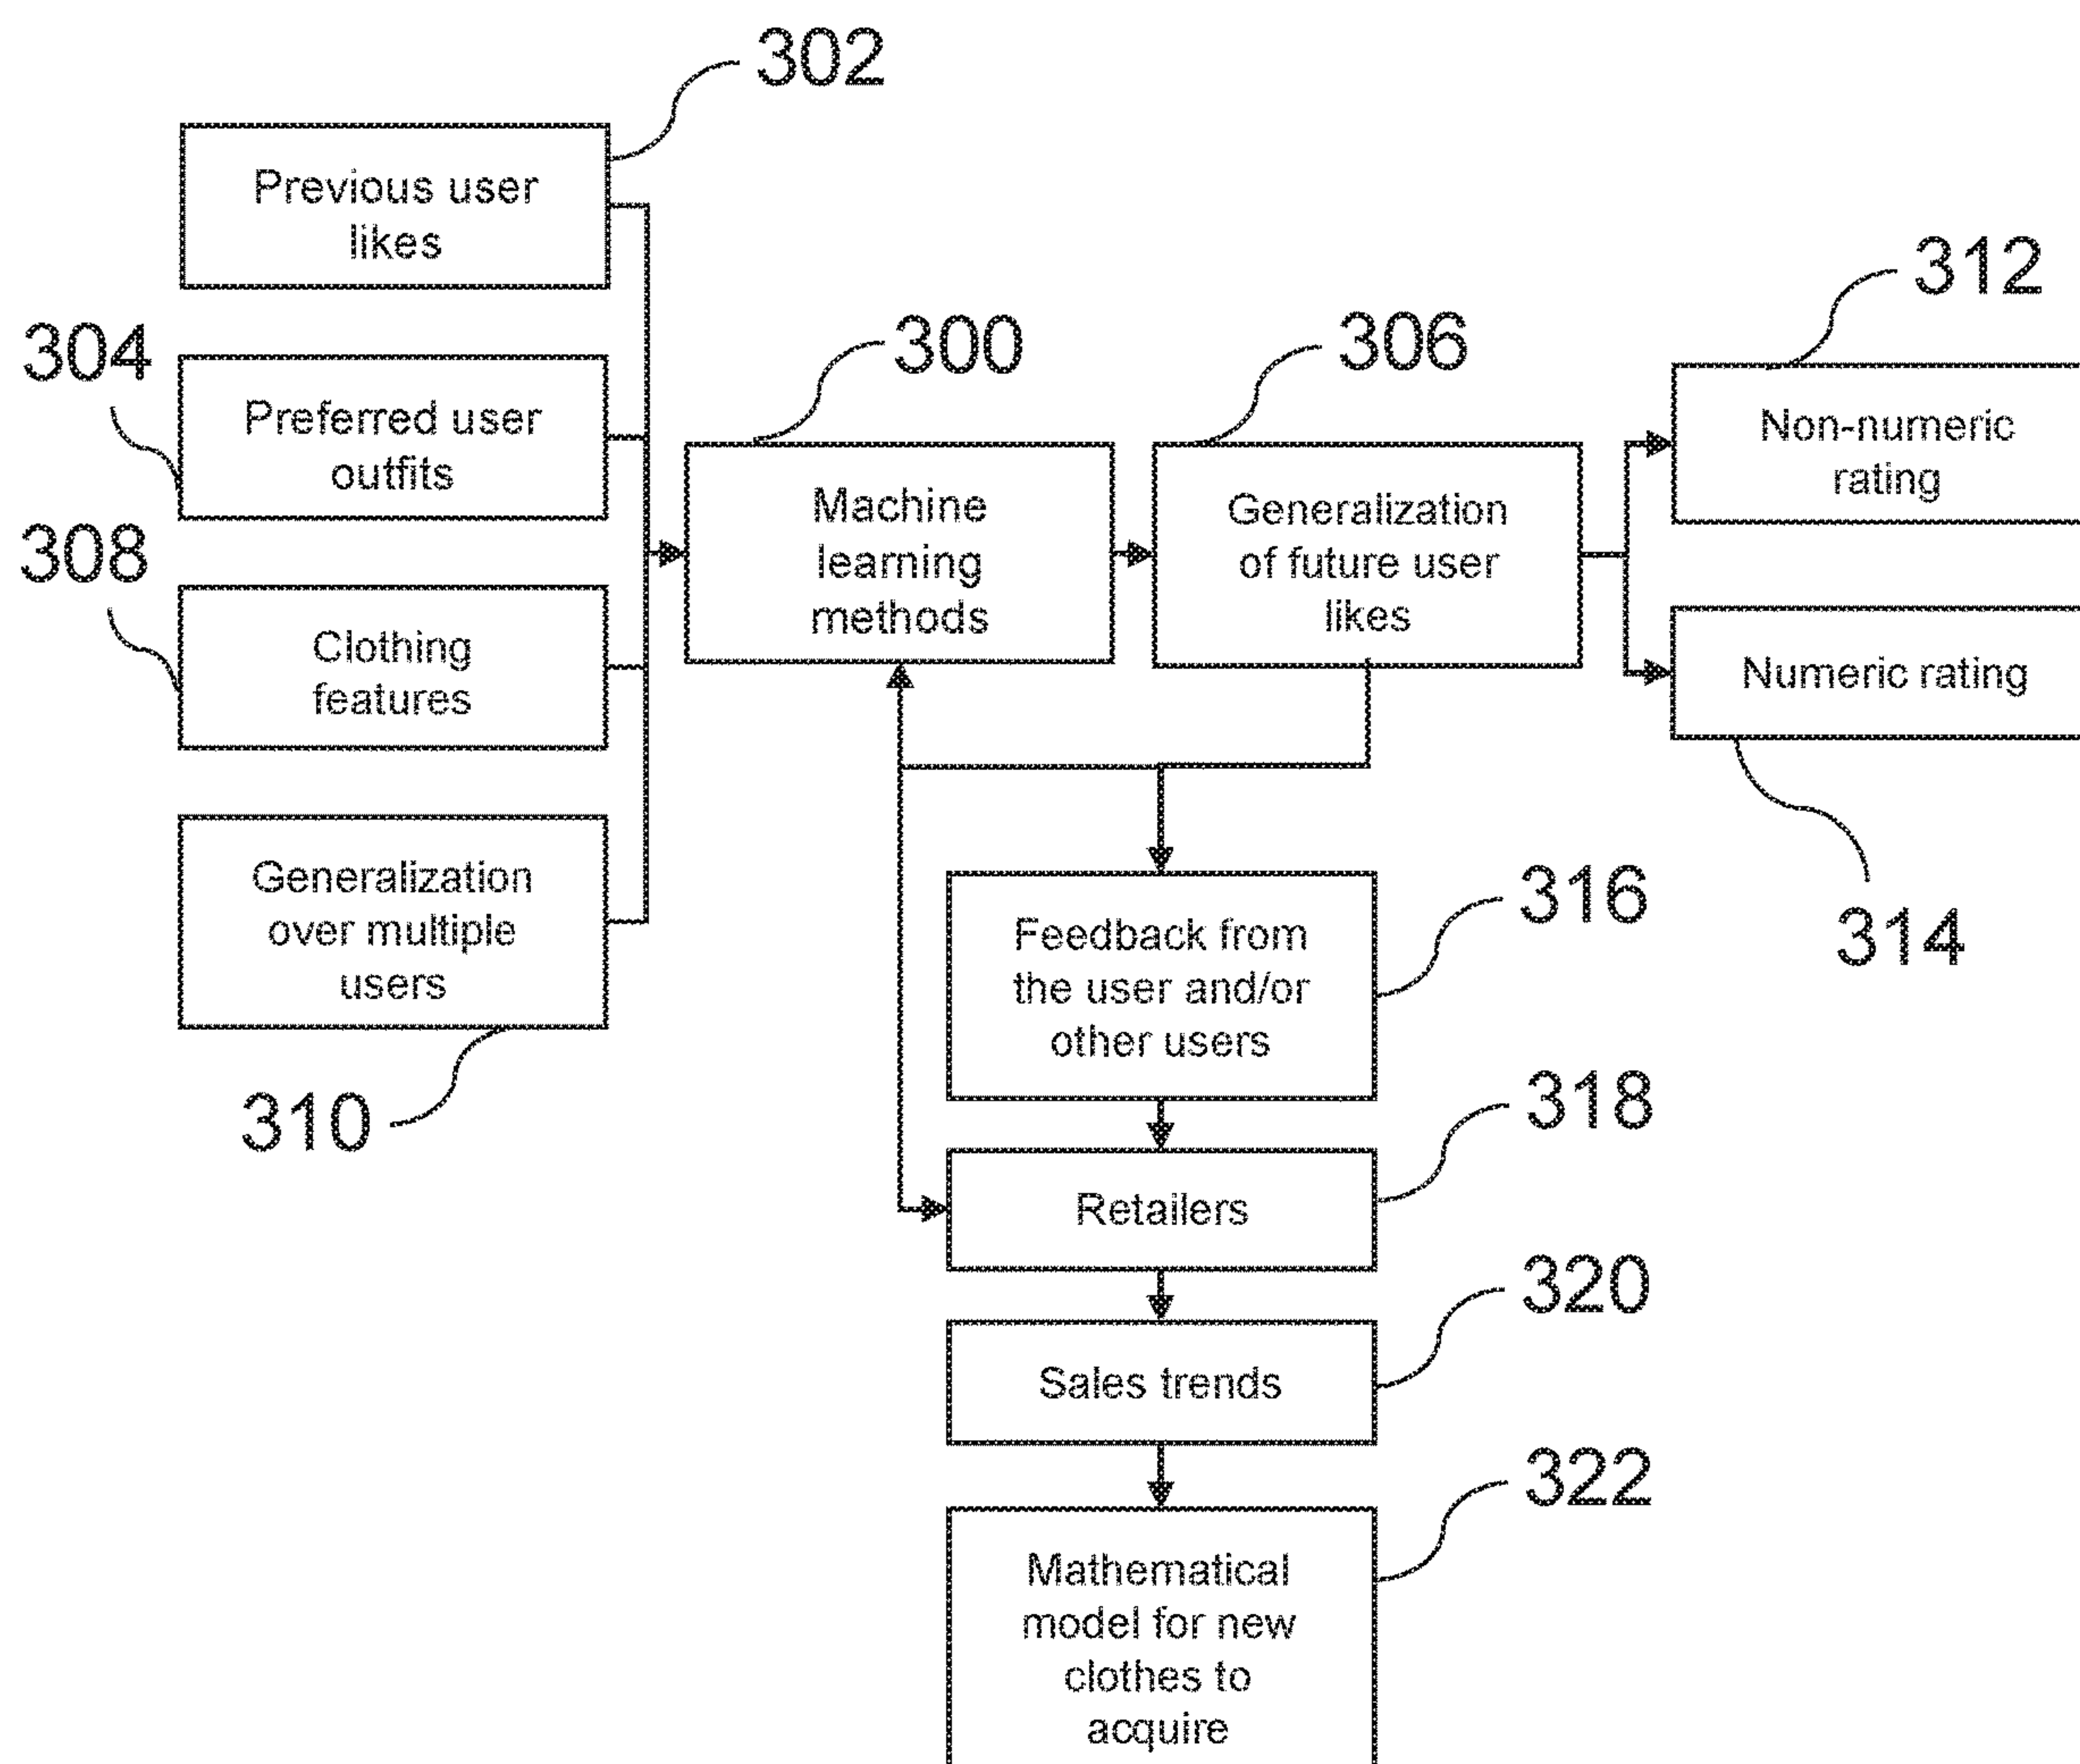 302
Previous user
likes
304
Preferred user
outfits
308
Clothing
features
Generalization
over multiple
users
310
300
Machine
learning
methods
306
Generalization
of future user
likes
312
Non-numeric
rating
Numeric rating
314
Feedback from
the user and/or
other users
316
318
Retailers
320
Sales trends
322
Mathematical
model for new
clothes to
acquire